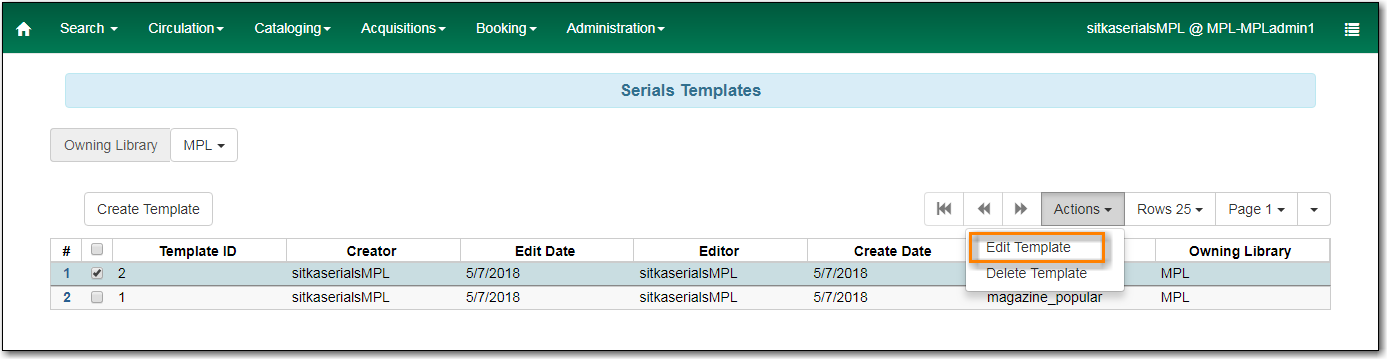 Search Circulation Cataloging Acquisitions Booking Administration sitkaserialsMPL @ MPL-MPLadmin1
Serials Templates
Owning Library MPL
Create Template Actions Rows 25 Page 1
# Template ID Creator Edit Date Editor Create Date Owning Library
Edit Template
1 2 sitkaserialsMPL 5/7/2018 sitkaserialsMPL 5/7/2018 MPL
Delete Template
2 1 sitkaserialsMPL 5/7/2018 sitkaserialsMPL 5/7/2018 magazine_popular MPL